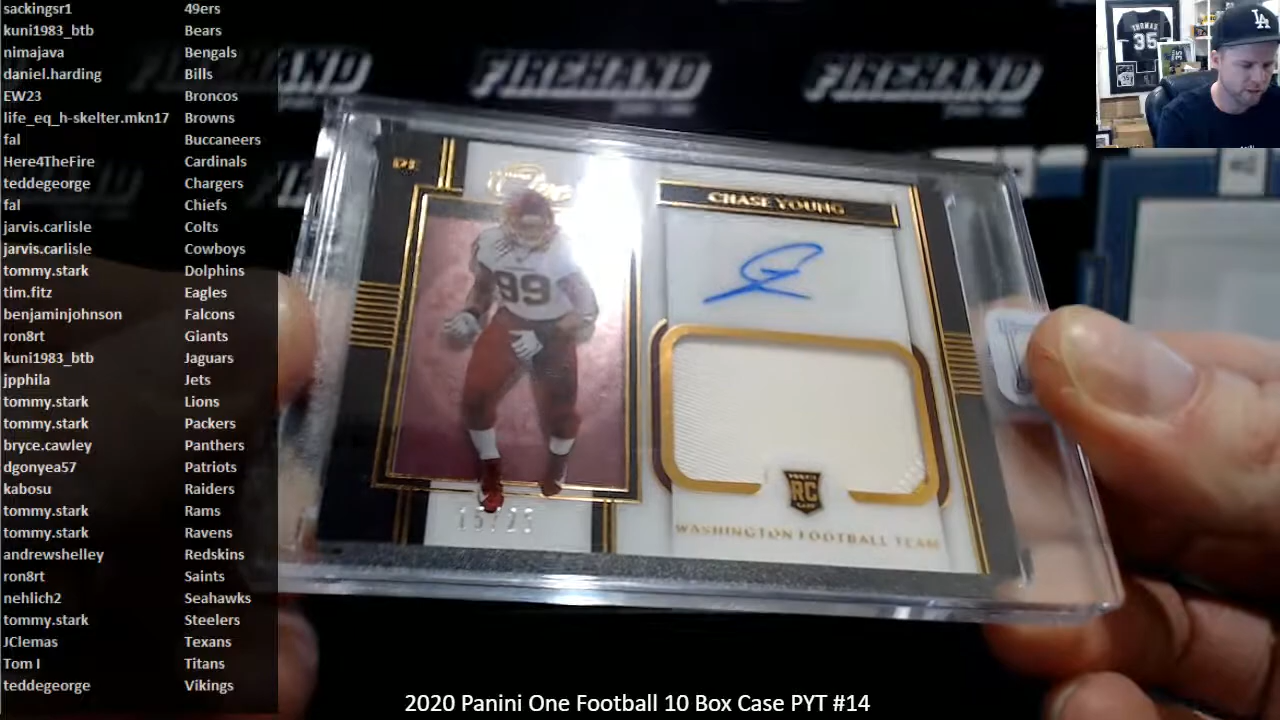 sackingsr1 49ers
kuni1983_btb Bears
nimajava Bengals
daniel.harding Bills
EW23 Broncos
life_eq_h-skelter.mkn17 Browns
fal Buccaneers
Here4TheFire Cardinals
teddegeorge Chargers
fal Chiefs
jarvis.carlisle Colts
jarvis.carlisle Cowboys
tommy.stark Dolphins
tim.fitz Eagles
benjaminjohnson Falcons
ron8rt Giants
kuni1983_btb Jaguars
jpphila Jets
tommy.stark Lions
tommy.stark Packers
bryce.cawley Panthers
dgonyea57 Patriots
kabosu Raiders
tommy.stark Rams
tommy.stark Ravens
andrewshelley Redskins
ron8rt Saints
nehlich2 Seahawks
tommy.stark Steelers
JClemas Texans
Tom I Titans
teddegeorge Vikings
FIREHAND
FIREHAND
THOMAS
35
LA
DE
One
CHASE YOUNG
99
RC
WASHINGTON FOOTBALL TEAM
2020 Panini One Football 10 Box Case PYT #14